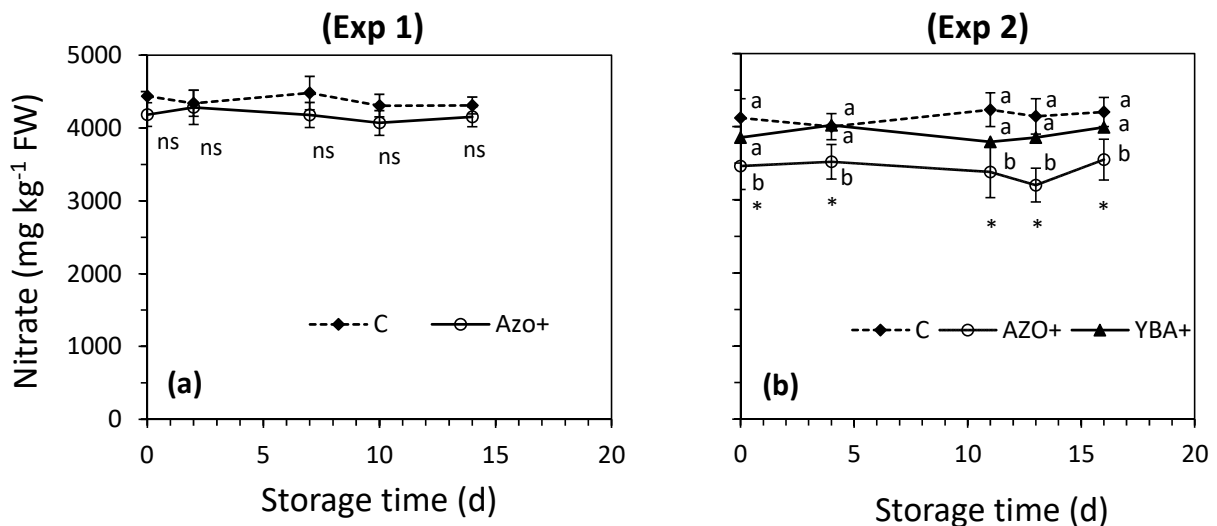 (Exp 1)
Nitrate (mg kg⁻¹ FW)
5000
4000
3000
2000
1000
0
ns
ns
ns
ns
ns
C
Azo+
(a)
0
5
10
15
20
Storage time (d)
(Exp 2)
a
a
a
a
a
a
a
a
a
a
b
b
b
b
b
*
*
*
*
*
C
AZO+
YBA+
(b)
0
5
10
15
20
Storage time (d)